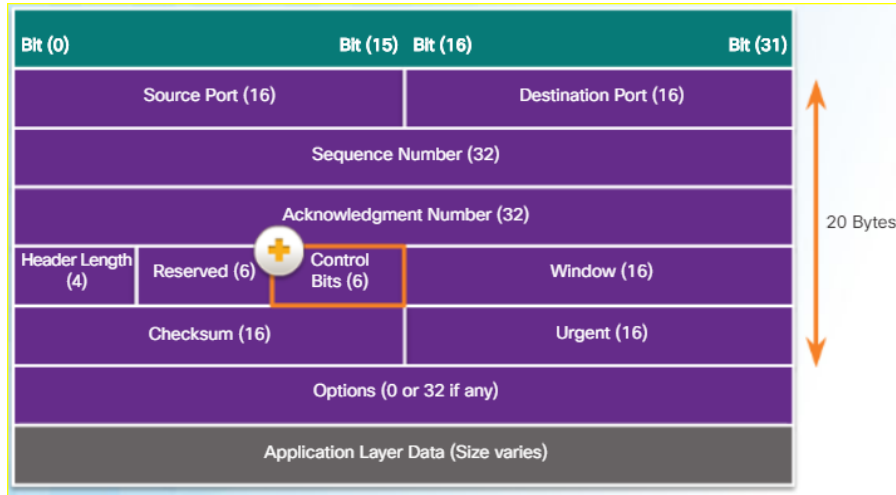 Bit (0) Bit (15) Bit (16) Bit (31)
Source Port (16) Destination Port (16)
Sequence Number (32)
Acknowledgment Number (32)
Header Length (4) Reserved (6) Control Bits (6) Window (16)
Checksum (16) Urgent (16)
Options (0 or 32 if any)
Application Layer Data (Size varies)
20 Bytes